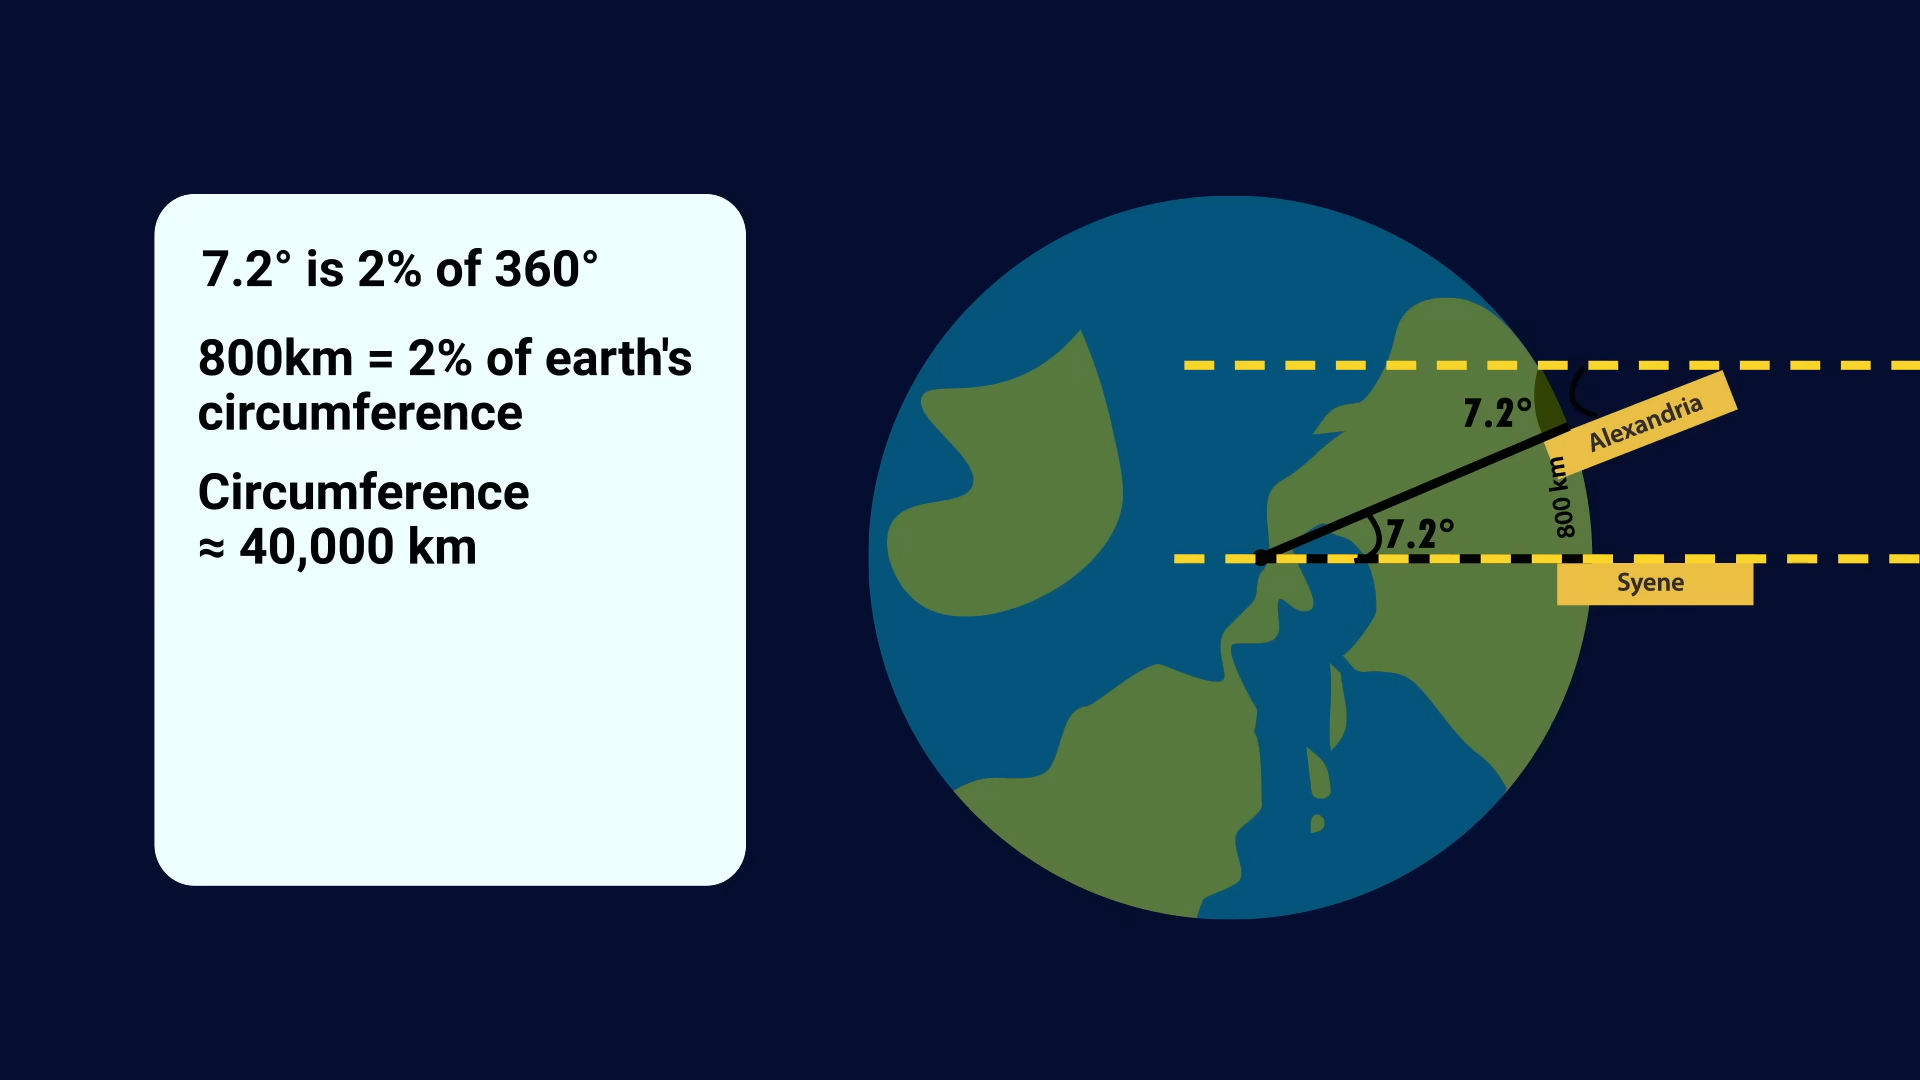 7.2° is 2% of 360°
800km = 2% of earth's
circumference
Circumference
≈ 40,000 km
7.2°
Alexandria
800 km
7.2°
Syene